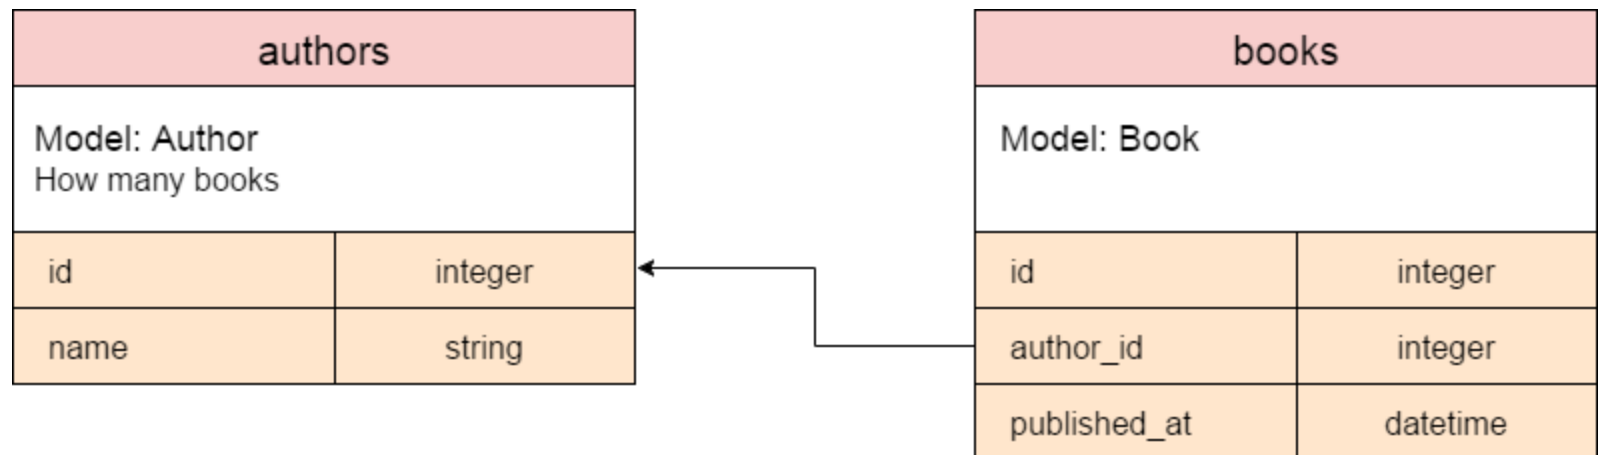 authors
Model: Author
How many books
id integer
name string
books
Model: Book
id integer
author_id integer
published_at datetime